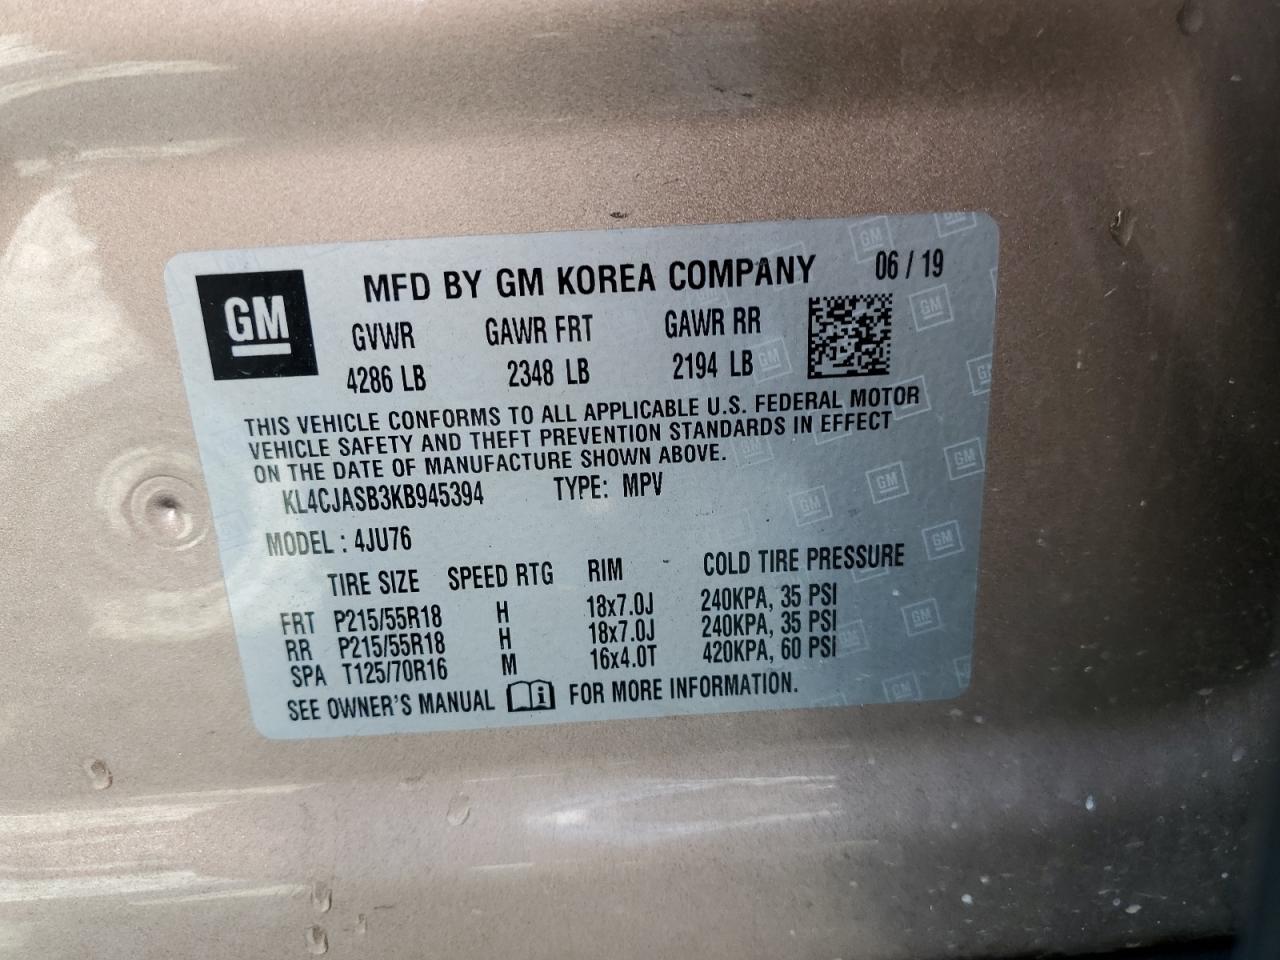 GM
MFD BY GM KOREA COMPANY 06 / 19
GVWR GAWR FRT GAWR RR
4286 LB 2348 LB 2194 LB
THIS VEHICLE CONFORMS TO ALL APPLICABLE U.S. FEDERAL MOTOR
VEHICLE SAFETY AND THEFT PREVENTION STANDARDS IN EFFECT
ON THE DATE OF MANUFACTURE SHOWN ABOVE.
KL4CJASB3KB945394 TYPE: MPV
MODEL : 4JU76
TIRE SIZE SPEED RTG RIM COLD TIRE PRESSURE
FRT P215/55R18 H 18x7.0J 240KPA, 35 PSI
RR P215/55R18 H 18x7.0J 240KPA, 35 PSI
SPA T125/70R16 M 16x4.0T 420KPA, 60 PSI
SEE OWNER'S MANUAL i FOR MORE INFORMATION.